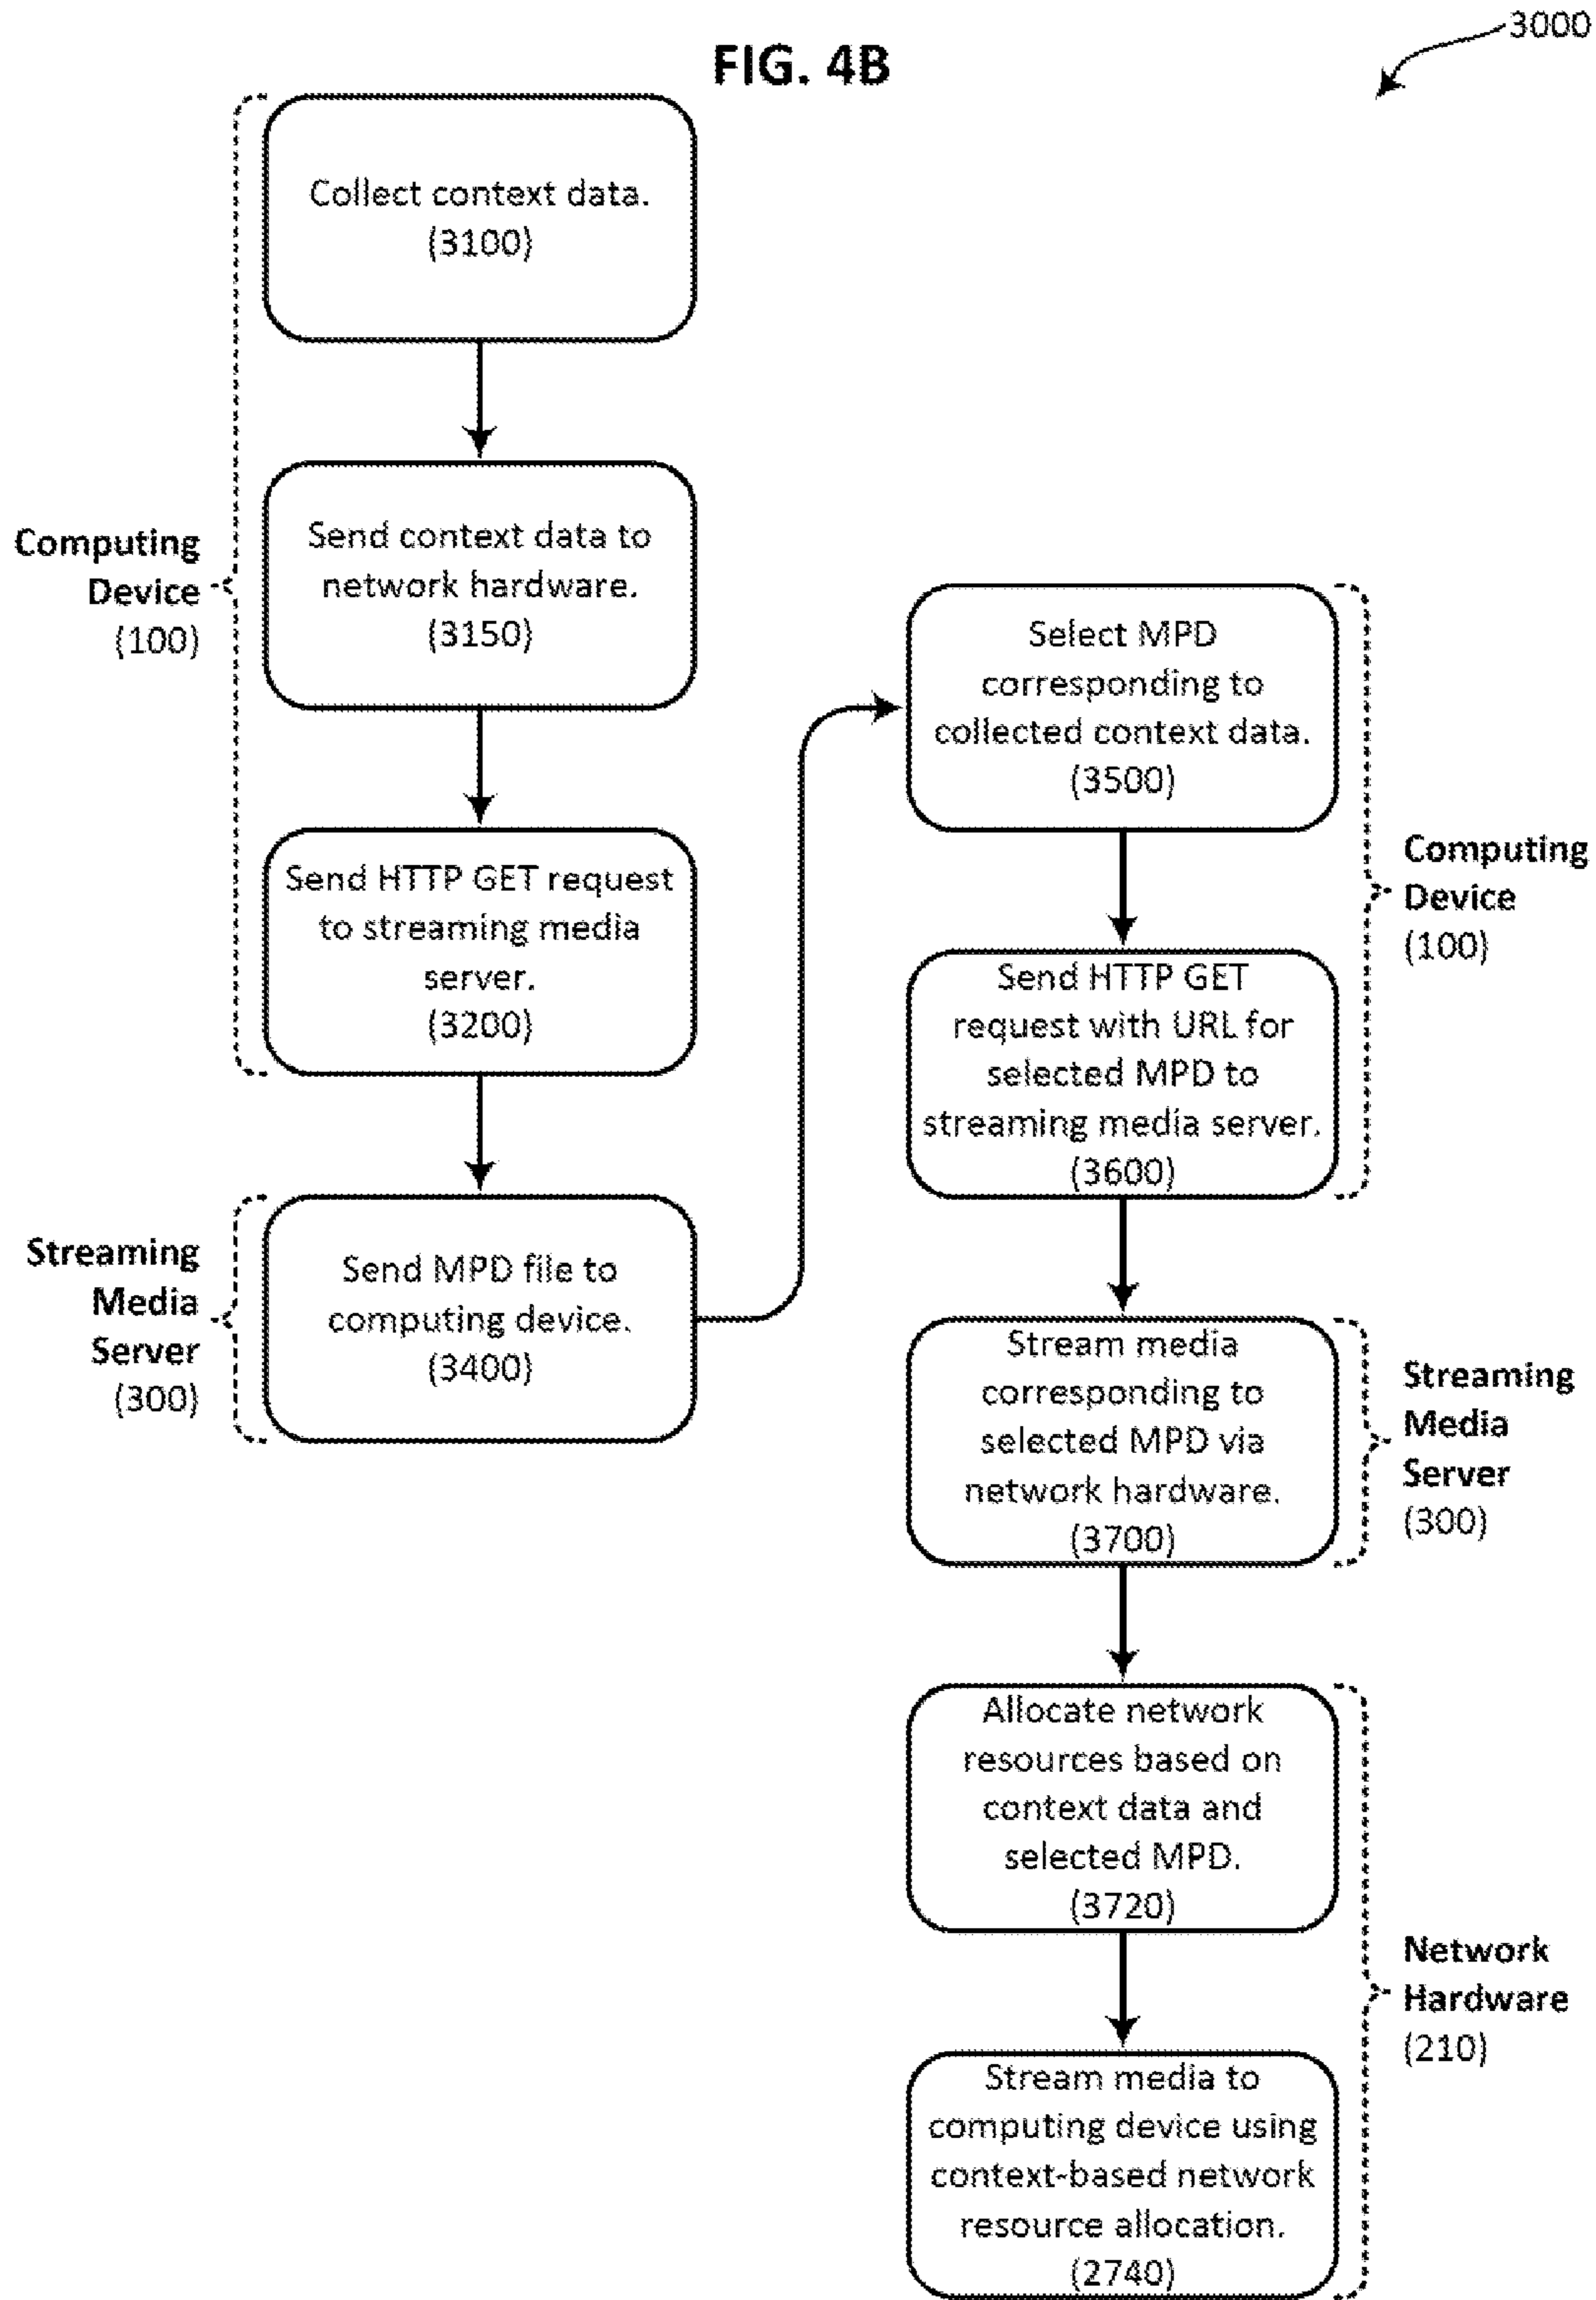 3000
FIG. 4B
Collect context data.
(3100)
Send context data to
network hardware.
(3150)
Send HTTP GET request
to streaming media
server.
(3200)
Computing
Device
(100)
Send MPD file to
computing device.
(3400)
Streaming
Media
Server
(300)
Select MPD
corresponding to
collected context data.
(3500)
Send HTTP GET
request with URL for
selected MPD to
streaming media server.
(3600)
Computing
Device
(100)
Stream media
corresponding to
selected MPD via
network hardware.
(3700)
Streaming
Media
Server
(300)
Allocate network
resources based on
context data and
selected MPD.
(3720)
Stream media to
computing device using
context-based network
resource allocation.
(2740)
Network
Hardware
(210)